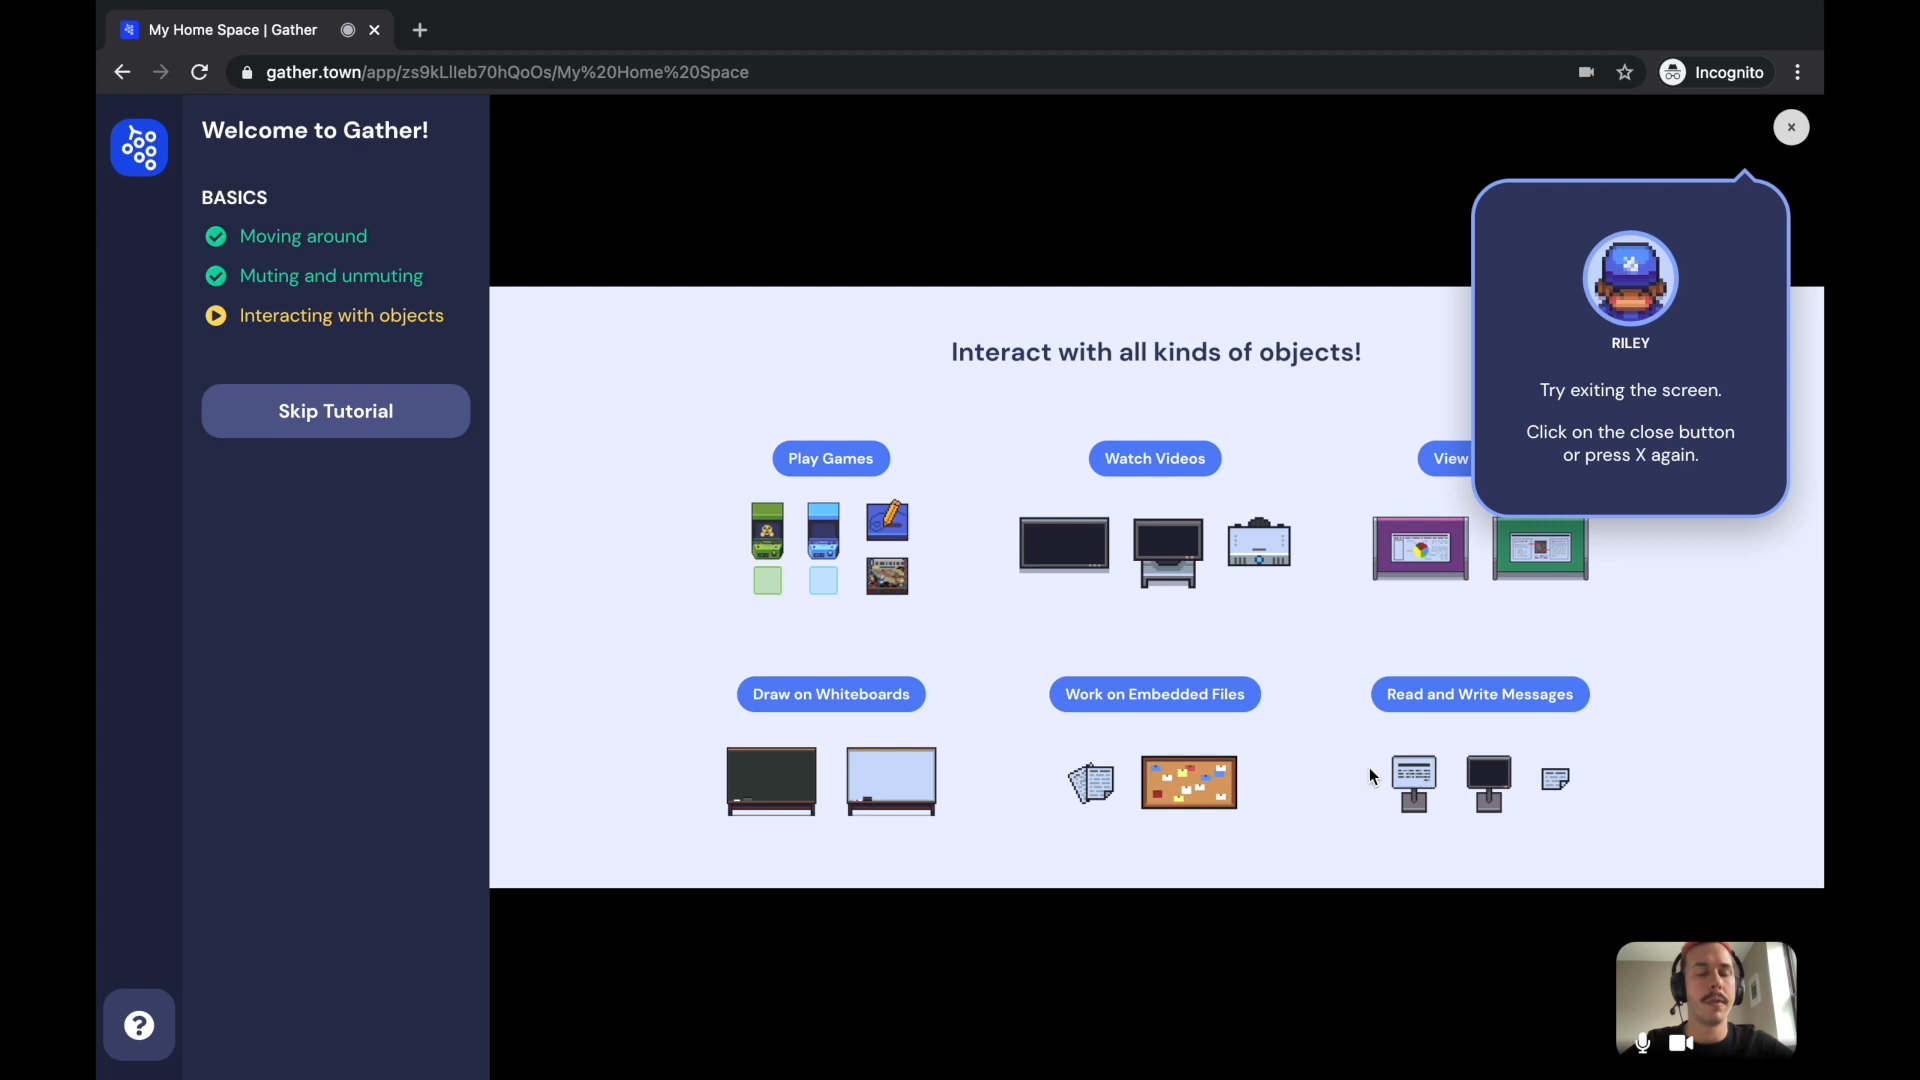 My Home Space | Gather
gather.town/app/zs9kLlIeb70hQoOs/My%20Home%20Space
Incognito
Welcome to Gather!
BASICS
Moving around
Muting and unmuting
Interacting with objects
Skip Tutorial
Interact with all kinds of objects!
Play Games
Watch Videos
View
Draw on Whiteboards
Work on Embedded Files
Read and Write Messages
RILEY
Try exiting the screen.
Click on the close button
or press X again.